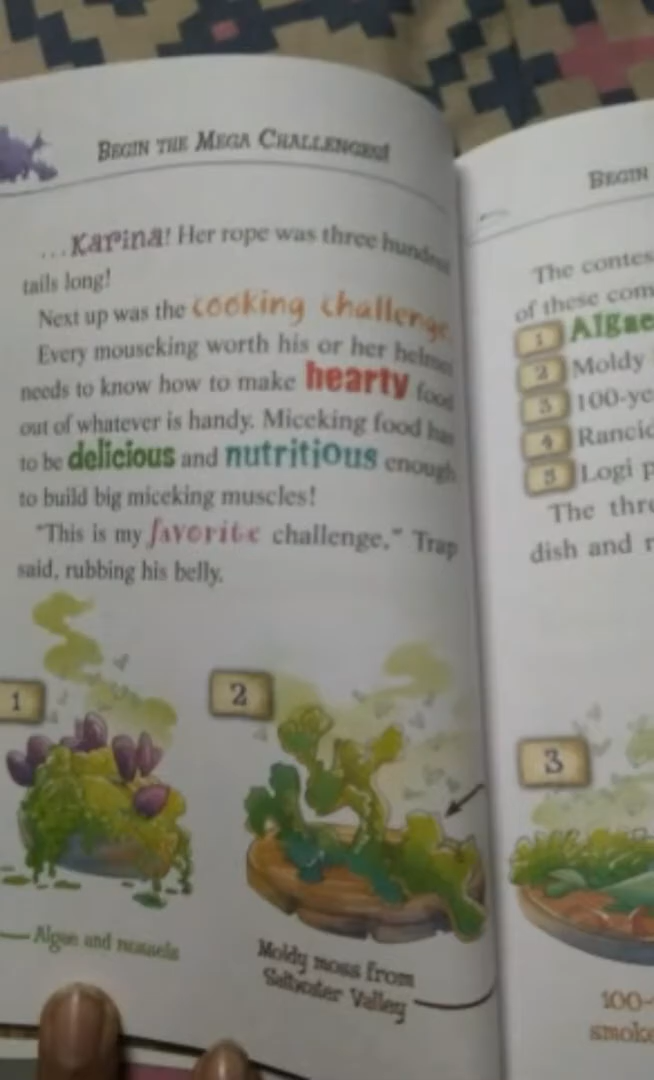 BEGIN THE MEGA CHALLENGES!
...Karina! Her rope was three hundred
tails long!
Next up was the cooking challenge.
Every mouseking worth his or her helmet
needs to know how to make hearty food
out of whatever is handy. Miceking food has
to be delicious and nutritious enough
to build big miceking muscles!
"This is my favorite challenge," Trap
said, rubbing his belly.
1
2
Algae and mussels
Moldy moss from
Saltwater Valley
BEGIN
The contes
of these com
1 Algae
2 Moldy
3 100-ye
4 Rancid
5 Logi p
The thre
dish and r
3
100-
smoke